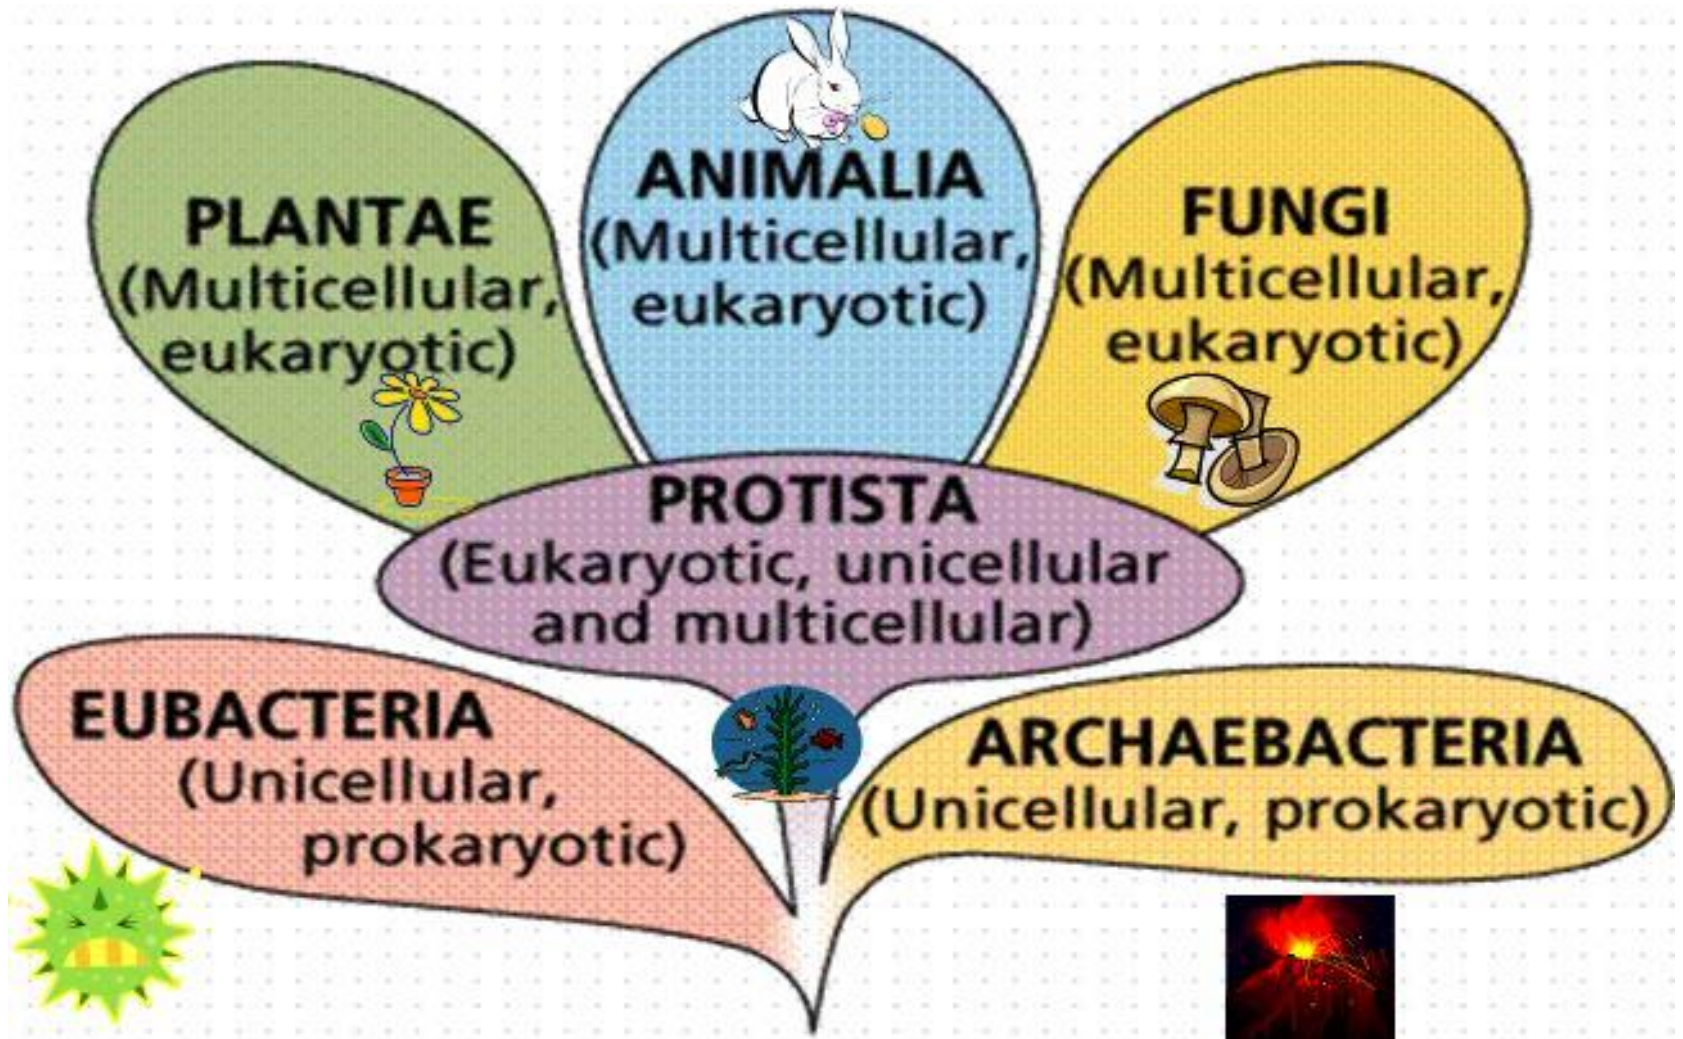 PLANTAE
(Multicellular,
eukaryotic)
ANIMALIA
(Multicellular,
eukaryotic)
FUNGI
(Multicellular,
eukaryotic)
PROTISTA
(Eukaryotic, unicellular
and multicellular)
EUBACTERIA
(Unicellular,
prokaryotic)
ARCHAEBACTERIA
(Unicellular, prokaryotic)